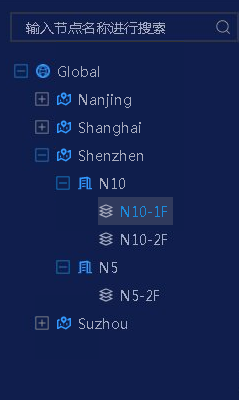 输入节点名称进行搜索
Global
Nanjing
Shanghai
Shenzhen
N10
N10-1F
N10-2F
N5
N5-2F
Suzhou